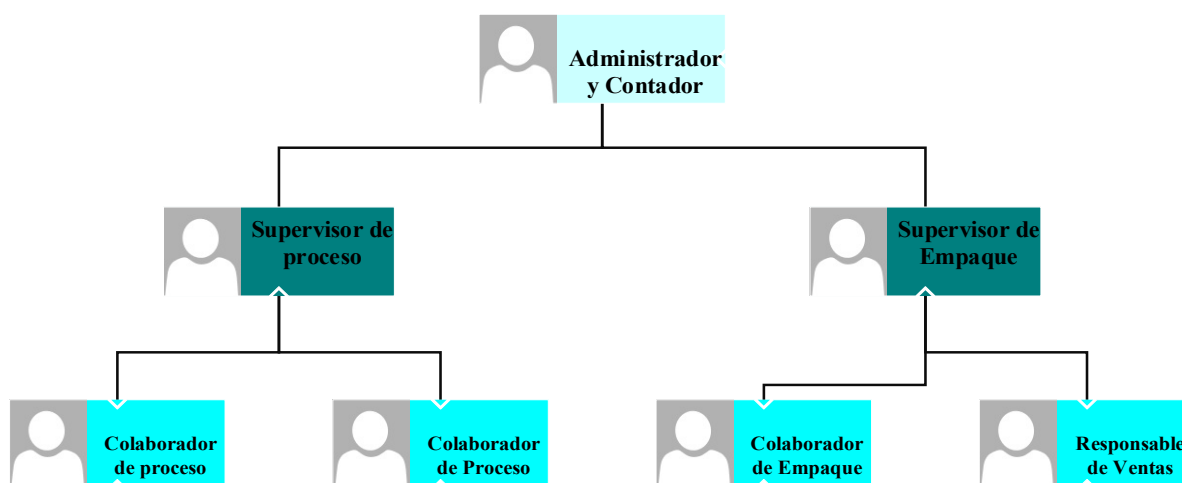 Administrador
y Contador
Supervisor de
proceso
Supervisor de
Empaque
Colaborador
de proceso
Colaborador
de Proceso
Colaborador
de Empaque
Responsable
de Ventas